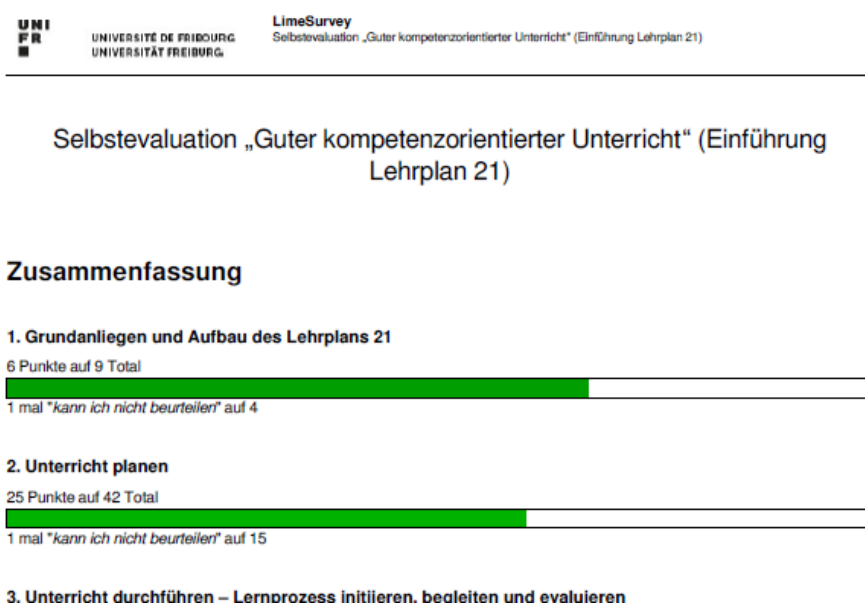 UNI
FR
UNIVERSITÉ DE FRIBOURG
UNIVERSITÄT FREIBURG
LimeSurvey
Selbstevaluation „Guter kompetenzorientierter Unterricht“ (Einführung Lehrplan 21)
Selbstevaluation „Guter kompetenzorientierter Unterricht“ (Einführung
Lehrplan 21)
Zusammenfassung
1. Grundanliegen und Aufbau des Lehrplans 21
6 Punkte auf 9 Total
1 mal "kann ich nicht beurteilen" auf 4
2. Unterricht planen
25 Punkte auf 42 Total
1 mal "kann ich nicht beurteilen" auf 15
3. Unterricht durchführen – Lernprozess initiieren, begleiten und evaluieren